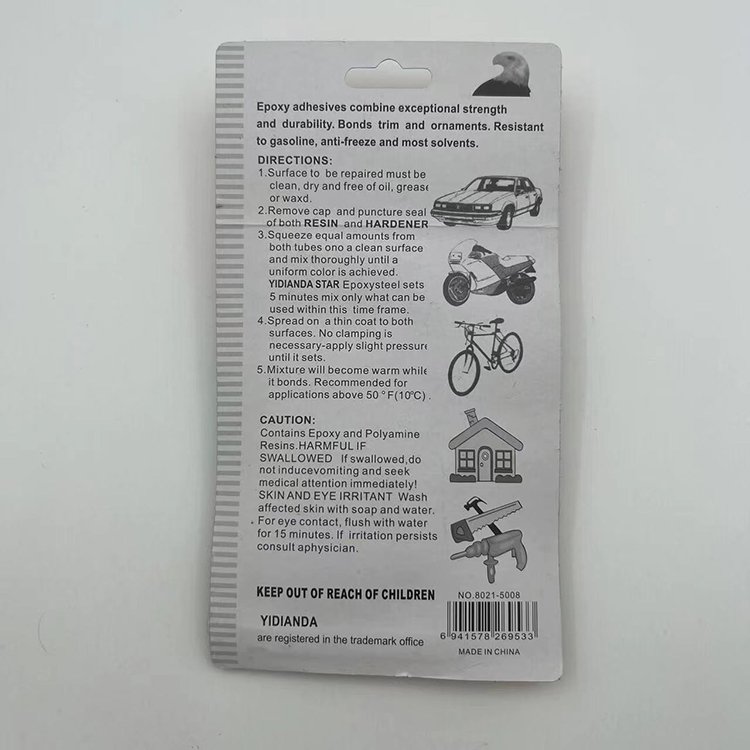 Epoxy adhesives combine exceptional strength
and durability. Bonds trim and ornaments. Resistant
to gasoline, anti-freeze and most solvents.
DIRECTIONS:
1.Surface to be repaired must be
clean, dry and free of oil, grease
or waxd.
2.Remove cap and puncture seal
of both RESIN and HARDENER
3.Squeeze equal amounts from
both tubes ono a clean surface
and mix thoroughly until a
uniform color is achieved.
YIDIANDA STAR Epoxysteel sets
5 minutes mix only what can be
used within this time frame.
4.Spread on a thin coat to both
surfaces. No clamping is
necessary-apply slight pressure
until it sets.
5.Mixture will become warm while
it bonds. Recommended for
applications above 50°F(10℃).
CAUTION:
Contains Epoxy and Polyamine
Resins.HARMFUL IF
SWALLOWED If swallowed,do
not inducevomiting and seek
medical attention immediately!
SKIN AND EYE IRRITANT Wash
affected skin with soap and water.
For eye contact, flush with water
for 15 minutes. If irritation persists
consult aphysician.
KEEP OUT OF REACH OF CHILDREN
YIDIANDA
are registered in the trademark office
NO.8021-5008
6 941578 269533
MADE IN CHINA